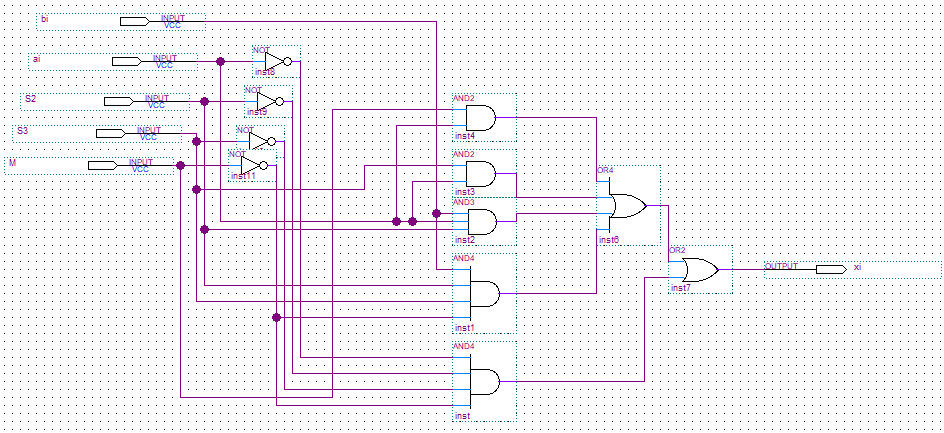 bi INPUT VCC
ai INPUT VCC
NOT
inst8
S2 INPUT VCC
NOT
inst9
S3 INPUT VCC
NOT
M INPUT VCC
NOT
inst11
AND2
inst4
AND2
inst3
AND3
inst2
OR4
inst6
OR2
inst7
OUTPUT xi
AND4
inst1
AND4
inst